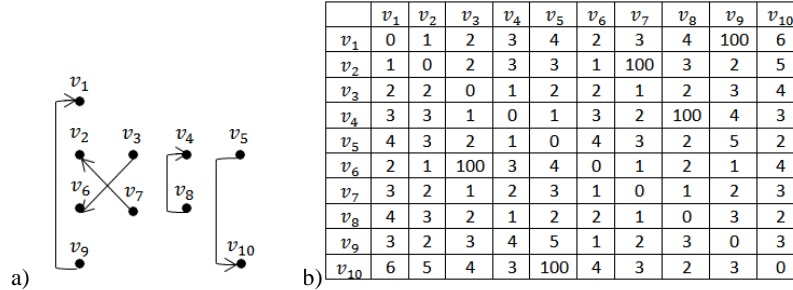 v₁
v₂ v₃ v₄ v₅
v₆ v₇ v₈
v₉ v₁₀
a)
b)
v₁ v₂ v₃ v₄ v₅ v₆ v₇ v₈ v₉ v₁₀
v₁ 0 1 2 3 4 2 3 4 100 6
v₂ 1 0 2 3 3 1 100 3 2 5
v₃ 2 2 0 1 2 2 1 2 3 4
v₄ 3 3 1 0 1 3 2 100 4 3
v₅ 4 3 2 1 0 4 3 2 5 2
v₆ 2 1 100 3 4 0 1 2 1 4
v₇ 3 2 1 2 3 1 0 1 2 3
v₈ 4 3 2 1 2 2 1 0 3 2
v₉ 3 2 3 4 5 1 2 3 0 3
v₁₀ 6 5 4 3 100 4 3 2 3 0